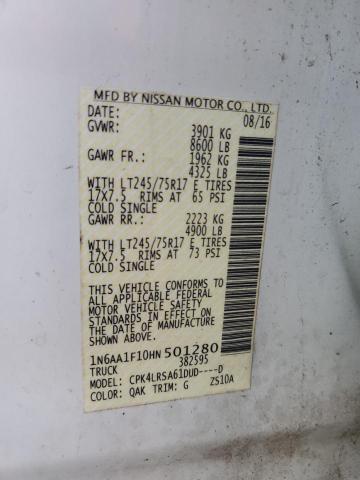 MFD BY NISSAN MOTOR CO., LTD.
DATE: 08/16
GVWR: 3901 KG
8600 LB
GAWR FR.: 1962 KG
4325 LB
WITH LT245/75R17 E TIRES
17X7.5 RIMS AT 65 PSI
COLD SINGLE
GAWR RR.: 2223 KG
4900 LB
WITH LT245/75R17 E TIRES
17X7.5 RIMS AT 73 PSI
COLD SINGLE
THIS VEHICLE CONFORMS TO
ALL APPLICABLE FEDERAL
MOTOR VEHICLE SAFETY
STANDARDS IN EFFECT ON
THE DATE OF MANUFACTURE
SHOWN ABOVE.
1N6AA1F10HN501280
TRUCK 382595
MODEL: CPK4LRSA61DUD----D
COLOR: QAK TRIM: G ZS10A